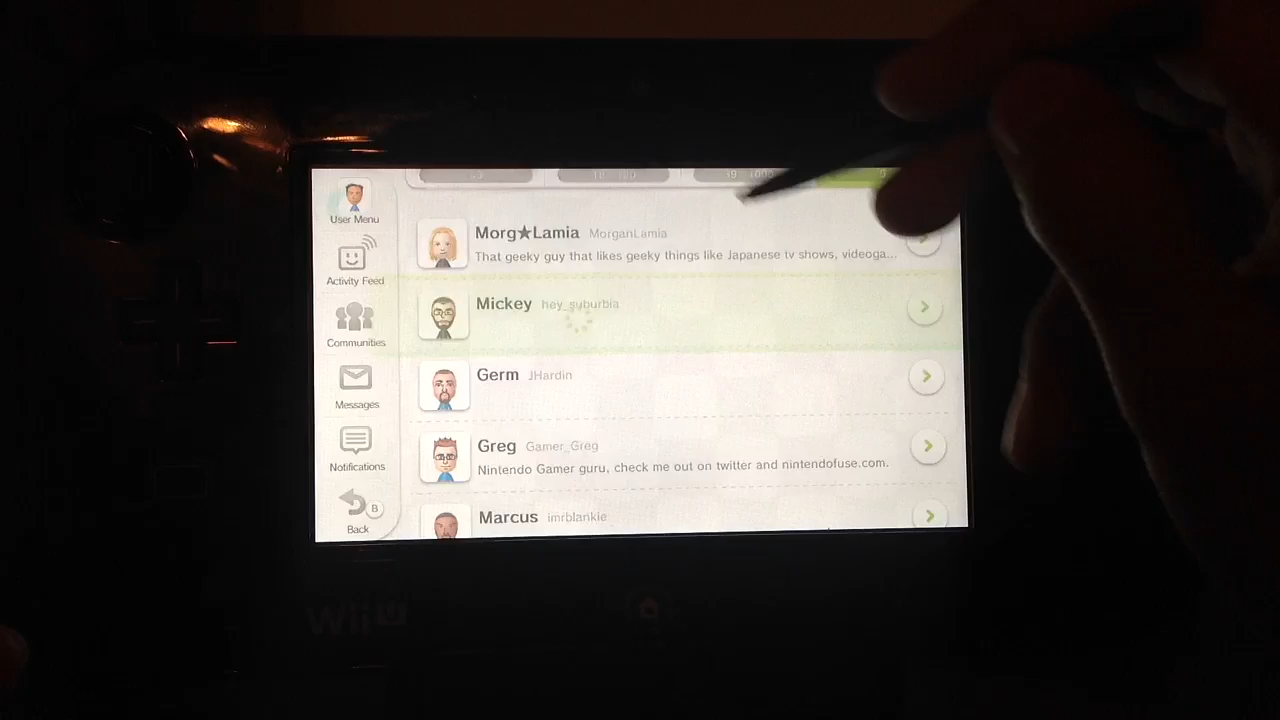 User Menu
Activity Feed
Communities
Messages
Notifications
Back B
Morg★Lamia MorganLamia
That geeky guy that likes geeky things like Japanese tv shows, videoga...
Mickey hey_suburbia
Germ JHardin
Greg Gamer_Greg
Nintendo Gamer guru, check me out on twitter and nintendofuse.com.
Marcus imrblankie
Wii U